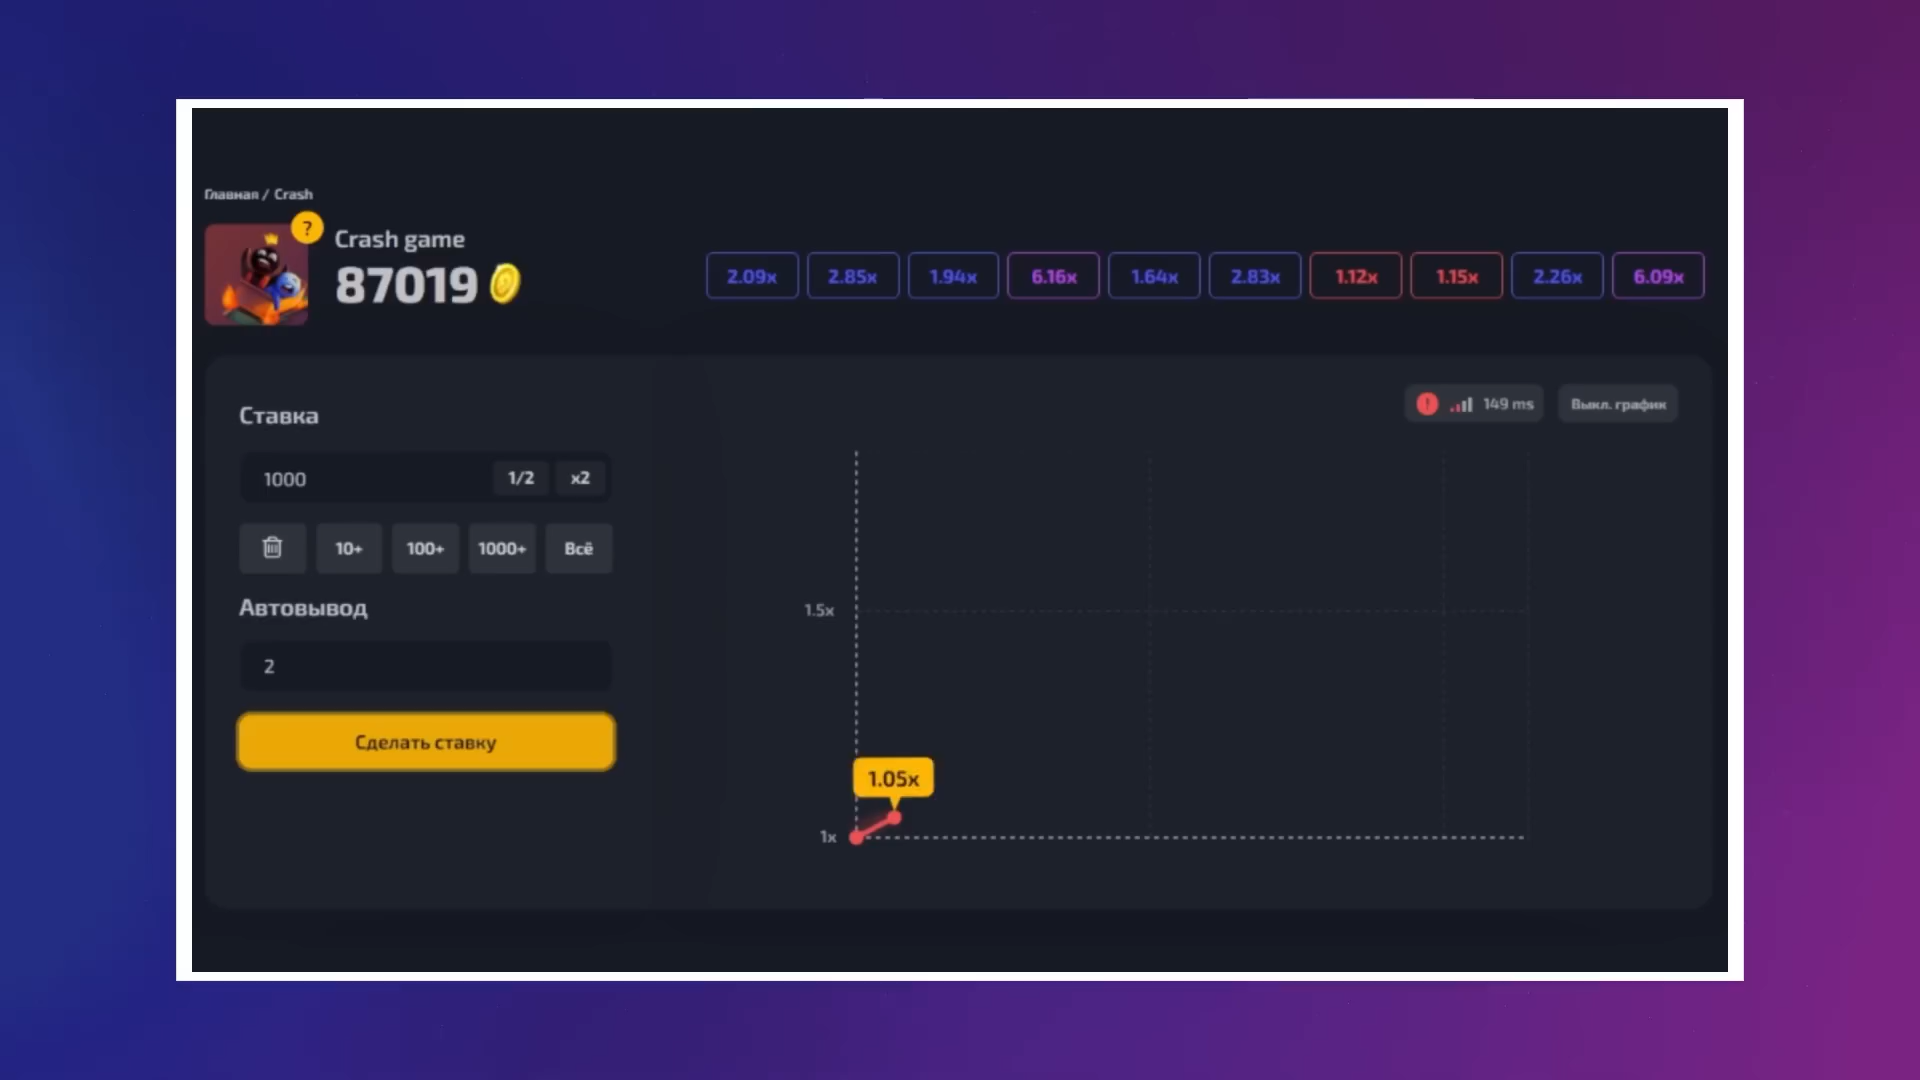 Главная / Crash
?
Crash game
87019
2.09x
2.85x
1.94x
6.16x
1.64x
2.83x
1.12x
1.15x
2.26x
6.09x
149 ms
Выкл. график
Ставка
1000
1/2
x2
10+
100+
1000+
Всё
Автовывод
2
Сделать ставку
1.5x
1.05x
1x